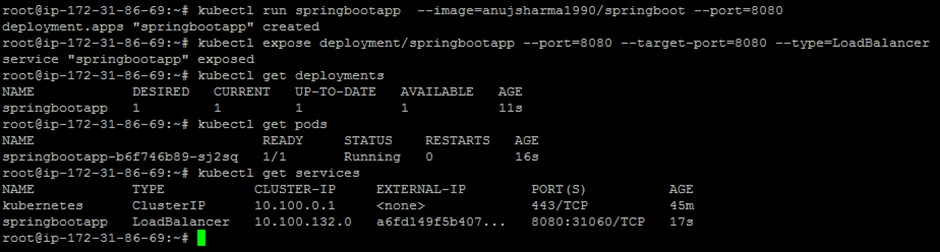 root@ip-172-31-86-69:~# kubectl run springbootapp  --image=anujsharma1990/springboot --port=8080
deployment.apps "springbootapp" created
root@ip-172-31-86-69:~# kubectl expose deployment/springbootapp --port=8080 --target-port=8080 --type=LoadBalancer
service "springbootapp" exposed
root@ip-172-31-86-69:~# kubectl get deployments
NAME            DESIRED   CURRENT   UP-TO-DATE   AVAILABLE   AGE
springbootapp   1         1         1            1           11s
root@ip-172-31-86-69:~# kubectl get pods
NAME                            READY     STATUS    RESTARTS   AGE
springbootapp-b6f746b89-sj2sq   1/1       Running   0          16s
root@ip-172-31-86-69:~# kubectl get services
NAME            TYPE           CLUSTER-IP     EXTERNAL-IP        PORT(S)          AGE
kubernetes      ClusterIP      10.100.0.1     <none>             443/TCP          45m
springbootapp   LoadBalancer   10.100.132.0   a6fd149f5b407...   8080:31060/TCP   17s
root@ip-172-31-86-69:~#